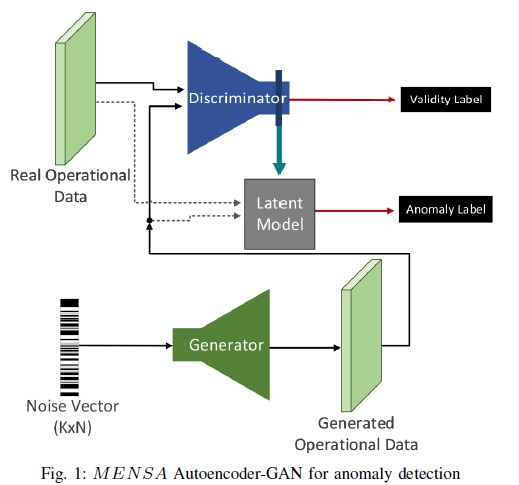 Discriminator
Validity Label
Real Operational
Data
Latent
Model
Anomaly Label
Generator
Noise Vector
(KxN)
Generated
Operational Data
Fig. 1: MENSA Autoencoder-GAN for anomaly detection